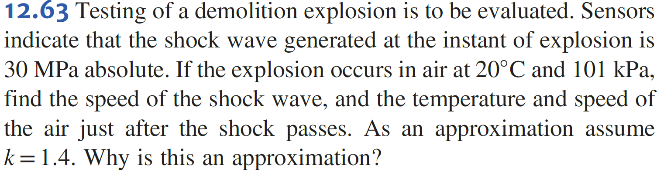 12.63 Testing of a demolition explosion is to be evaluated. Sensors
indicate that the shock wave generated at the instant of explosion is
30 MPa absolute. If the explosion occurs in air at 20°C and 101 kPa,
find the speed of the shock wave, and the temperature and speed of
the air just after the shock passes. As an approximation assume
k = 1.4. Why is this an approximation?